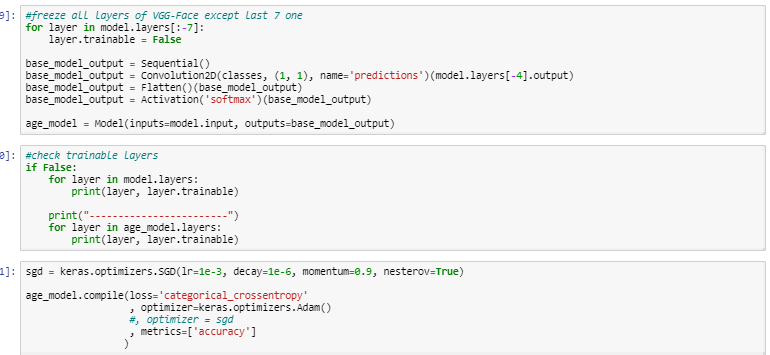 9]: #freeze all layers of VGG-Face except last 7 one
for layer in model.layers[:-7]:
    layer.trainable = False

base_model_output = Sequential()
base_model_output = Convolution2D(classes, (1, 1), name='predictions')(model.layers[-4].output)
base_model_output = Flatten()(base_model_output)
base_model_output = Activation('softmax')(base_model_output)

age_model = Model(inputs=model.input, outputs=base_model_output)
0]: #check trainable layers
if False:
    for layer in model.layers:
        print(layer, layer.trainable)

    print("------------------------")
    for layer in age_model.layers:
        print(layer, layer.trainable)
1]: sgd = keras.optimizers.SGD(lr=1e-3, decay=1e-6, momentum=0.9, nesterov=True)

age_model.compile(loss='categorical_crossentropy'
                  , optimizer=keras.optimizers.Adam()
                  #, optimizer = sgd
                  , metrics=['accuracy']
                 )